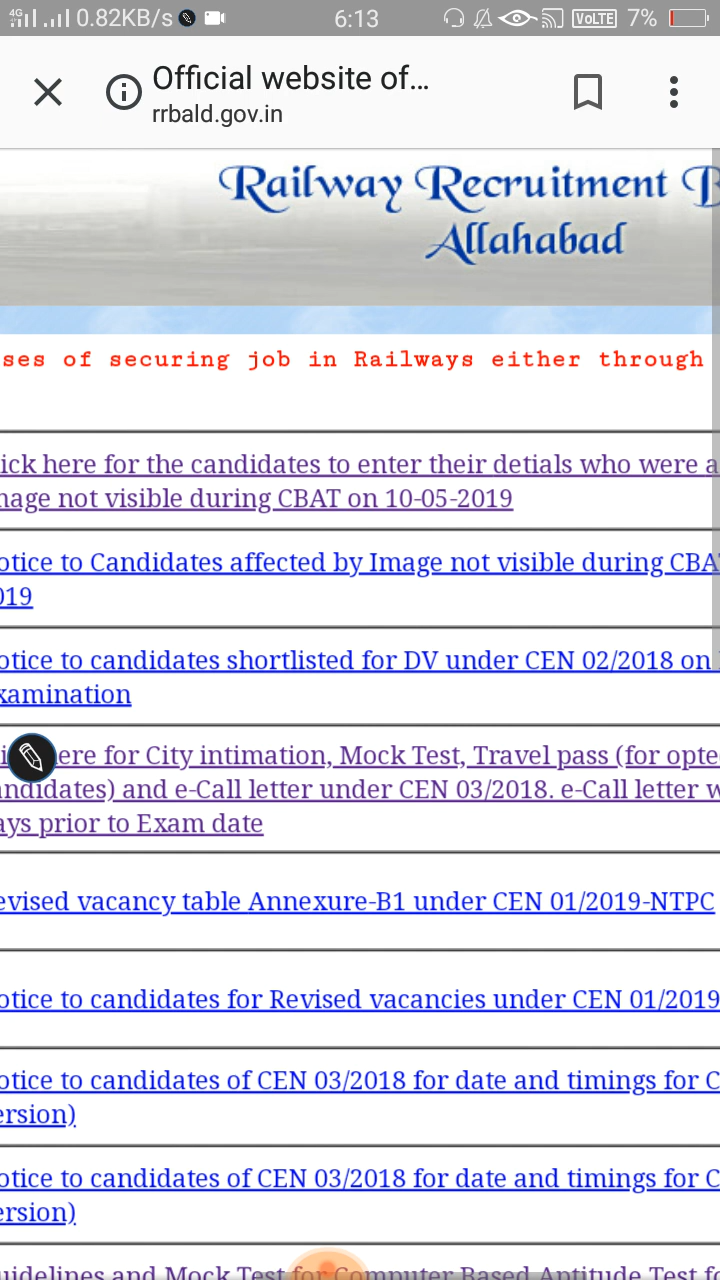 4G 0.82KB/s 6:13 VoLTE 7%
Official website of...
rrbald.gov.in
Railway Recruitment
Allahabad
ses of securing job in Railways either through
ick here for the candidates to enter their detials who were a
mage not visible during CBAT on 10-05-2019
otice to Candidates affected by Image not visible during CBAT
019
otice to candidates shortlisted for DV under CEN 02/2018 on
xamination
ere for City intimation, Mock Test, Travel pass (for opte
andidates) and e-Call letter under CEN 03/2018. e-Call letter w
ays prior to Exam date
evised vacancy table Annexure-B1 under CEN 01/2019-NTPC
otice to candidates for Revised vacancies under CEN 01/2019
otice to candidates of CEN 03/2018 for date and timings for C
ersion)
otice to candidates of CEN 03/2018 for date and timings for C
ersion)
uidelines and Mock Test for Computer Based Aptitude Test fo